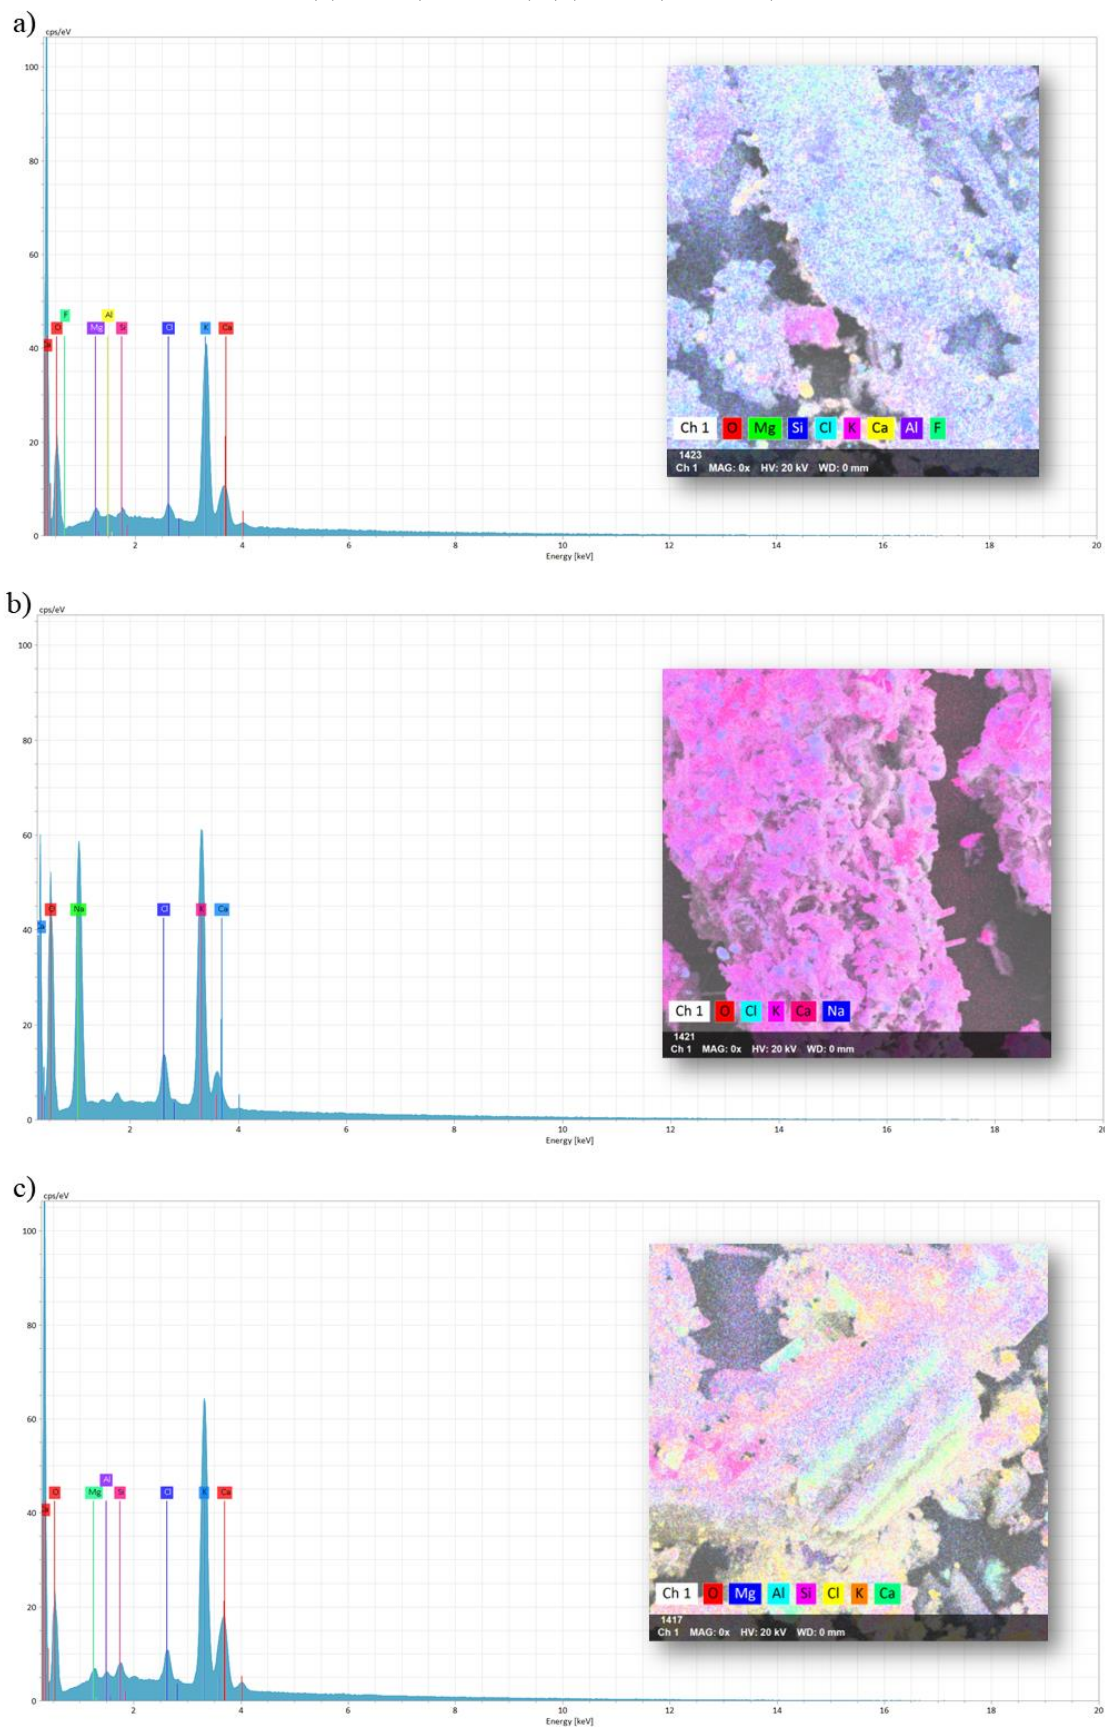 a)
cps/eV
100
80
60
40
20
0
F Al
O Mg Si Cl K Ca
Ca
2 4 6 8 10 12 14 16 18 20
Energy [keV]
Ch 1 O Mg Si Cl K Ca Al F
1423
Ch 1 MAG: 0x HV: 20 kV WD: 0 mm
b)
cps/eV
100
80
60
40
20
0
O Na Cl K Ca
2 4 6 8 10 12 14 16 18 20
Energy [keV]
Ch 1 O Cl K Ca Na
1421
Ch 1 MAG: 0x HV: 20 kV WD: 0 mm
c)
cps/eV
100
80
60
40
20
0
Al
O Mg Si Cl K Ca
2 4 6 8 10 12 14 16 18 20
Energy [keV]
Ch 1 O Mg Al Si Cl K Ca
1417
Ch 1 MAG: 0x HV: 20 kV WD: 0 mm